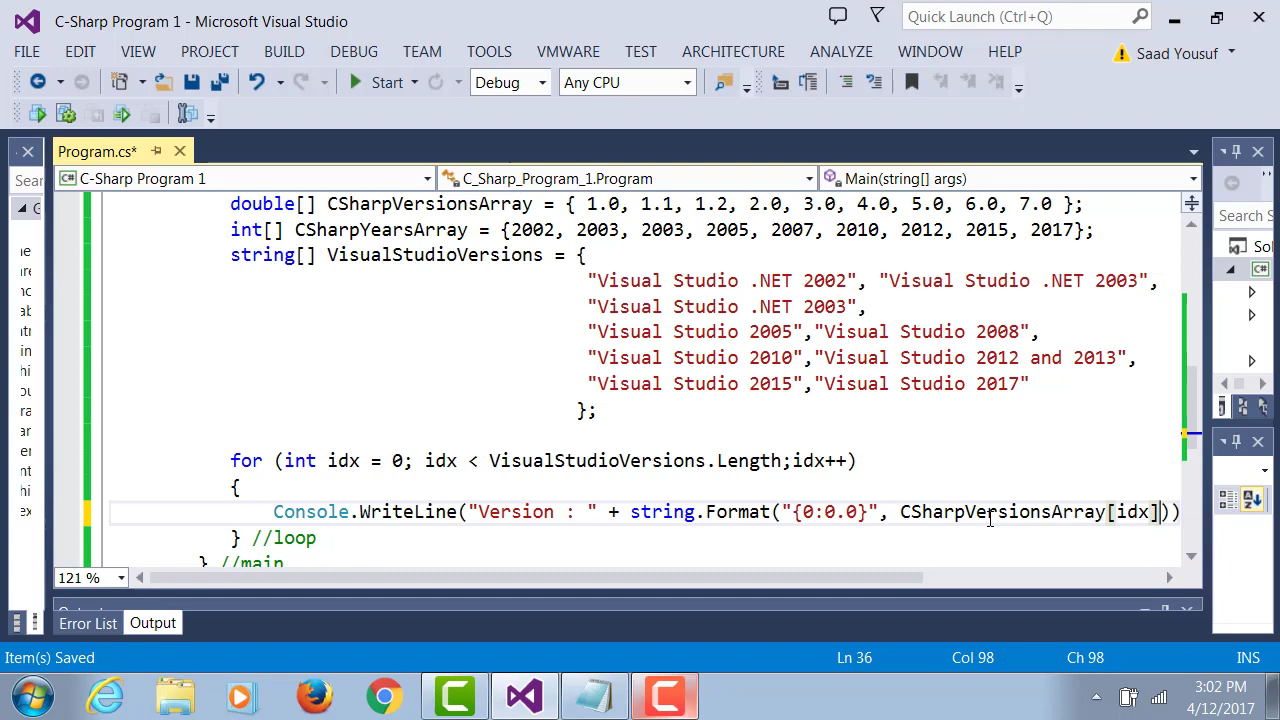 C-Sharp Program 1 - Microsoft Visual Studio
Quick Launch (Ctrl+Q)
FILE EDIT VIEW PROJECT BUILD DEBUG TEAM TOOLS VMWARE TEST ARCHITECTURE ANALYZE WINDOW HELP
Saad Yousuf
Start Debug Any CPU
Program.cs*
Sear
C-Sharp Program 1 C_Sharp_Program_1.Program Main(string[] args)
Search S
double[] CSharpVersionsArray = { 1.0, 1.1, 1.2, 2.0, 3.0, 4.0, 5.0, 6.0, 7.0 };
int[] CSharpYearsArray = {2002, 2003, 2003, 2005, 2007, 2010, 2012, 2015, 2017};
string[] VisualStudioVersions = {
"Visual Studio .NET 2002", "Visual Studio .NET 2003",
"Visual Studio .NET 2003",
"Visual Studio 2005","Visual Studio 2008",
"Visual Studio 2010","Visual Studio 2012 and 2013",
"Visual Studio 2015","Visual Studio 2017"
};
for (int idx = 0; idx < VisualStudioVersions.Length;idx++)
{
Console.WriteLine("Version : " + string.Format("{0:0.0}", CSharpVersionsArray[idx]))
} //loop
} //main
Sol
C#
121 %
Error List Output
Item(s) Saved Ln 36 Col 98 Ch 98 INS
3:02 PM
4/12/2017